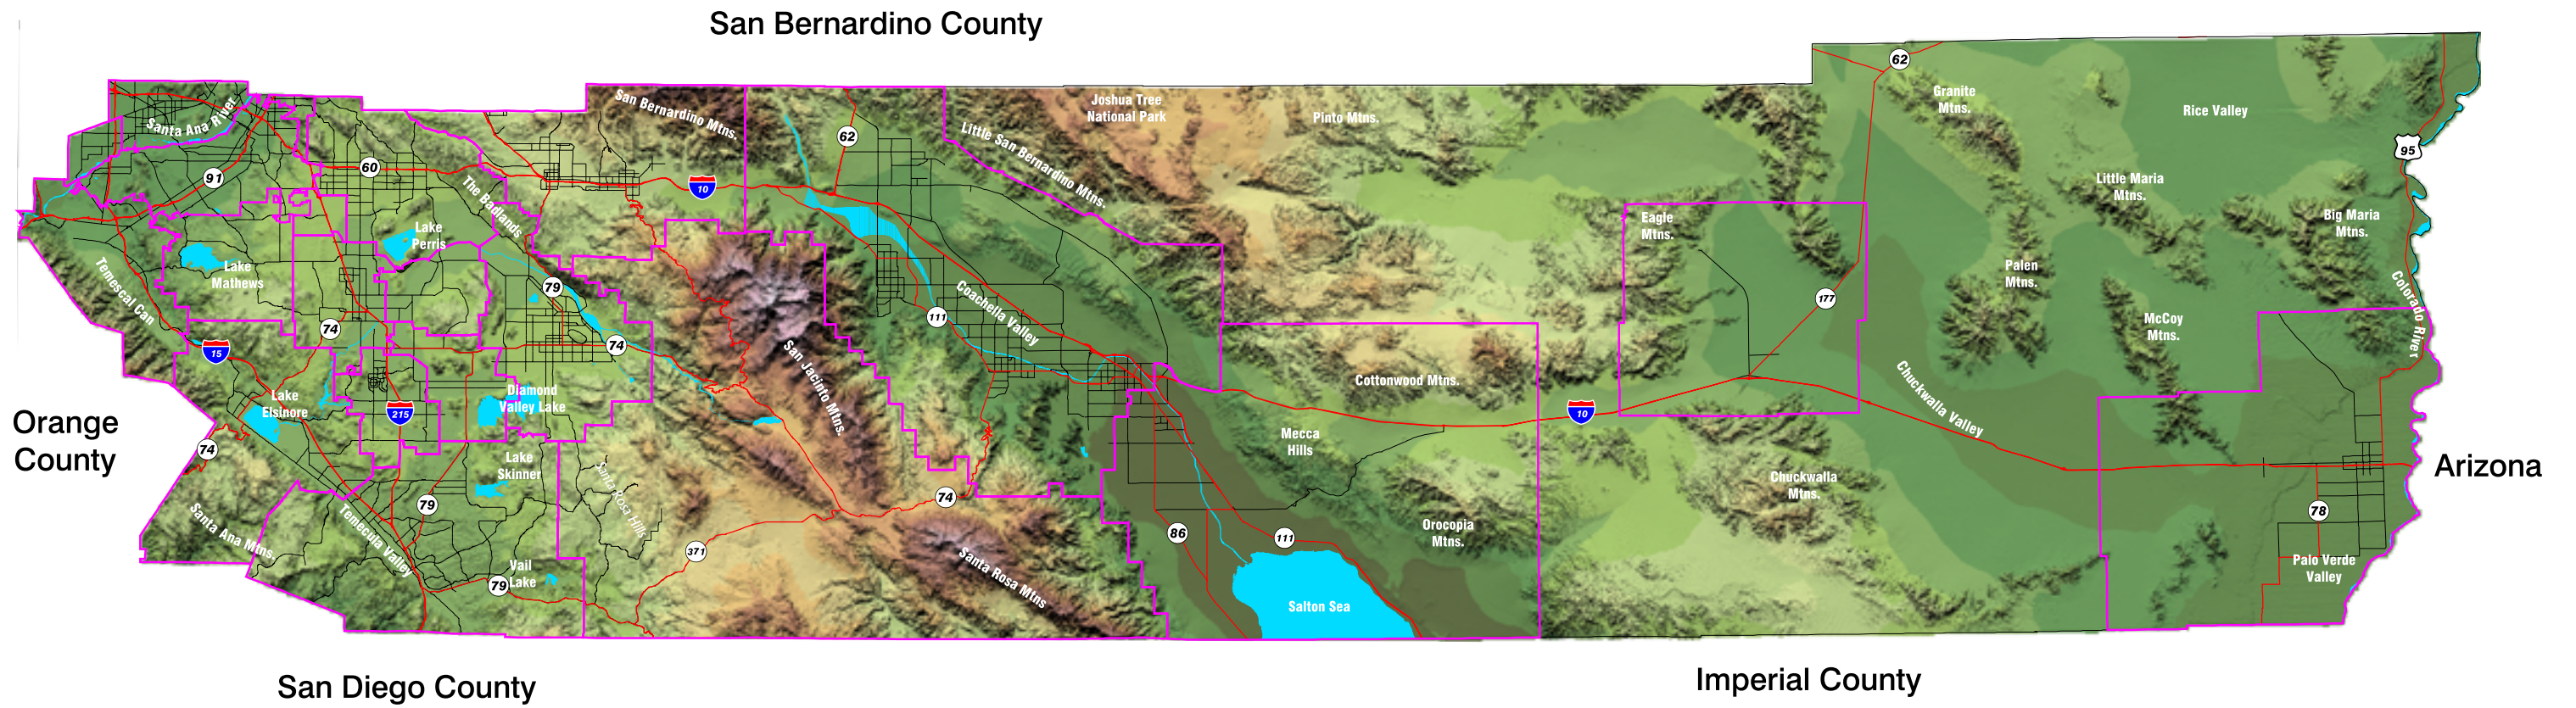 San Bernardino County
San Bernardino Mtns.
Joshua Tree
National Park
Little San Bernardino Mtns.
Pinto Mtns.
62
Granite
Mtns.
Rice Valley
Santa Ana River
62
95
91
60
10
The Badlands
Little Maria
Mtns.
Eagle
Mtns.
Big Maria
Mtns.
Lake
Perris
Lake
Mathews
Temescal Can
79
Coachella Valley
Palen
Mtns.
177
Colorado River
111
McCoy
Mtns.
74
15
74
San Jacinto Mtns.
Cottonwood Mtns.
Chuckwalla Valley
Lake
Elsinore
215
Diamond
Valley Lake
10
Orange
County
74
Mecca
Hills
Lake
Skinner
Santa Rosa Hills
Arizona
Chuckwalla
Mtns.
74
79
78
Santa Ana Mtns.
Temecula Valley
371
Santa Rosa Mtns
86
111
Orocopia
Mtns.
Vail
Lake
79
Palo Verde
Valley
Salton Sea
San Diego County
Imperial County